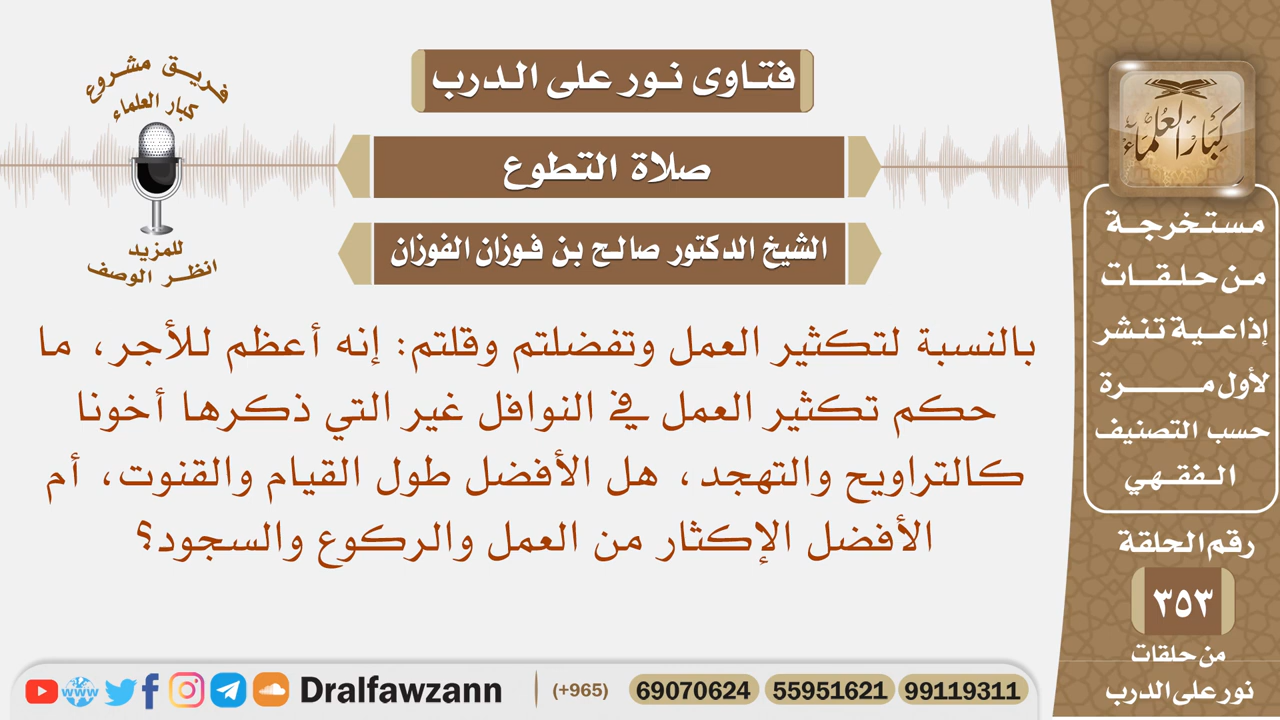 فتاوى نور على الدرب
صلاة التطوع
الشيخ الدكتور صالح بن فوزان الفوزان
فريق مشروع
كبار العلماء
للمزيد
انظر الوصف
بالنسبة لتكثير العمل وتفضلتم وقلتم: إنه أعظم للأجر، ما
حكم تكثير العمل في النوافل غير التي ذكرها أخونا
كالتراويح والتهجد، هل الأفضل طول القيام والقنوت، أم
الأفضل الإكثار من العمل والركوع والسجود؟
كبار العلماء
مستخرجة
من حلقات
إذاعية تنشر
لأول مرة
حسب التصنيف
الفقهي
رقم الحلقة
٣٥٣
من حلقات
نور على الدرب
www
Dralfawzann
(+965)
69070624
55951621
99119311